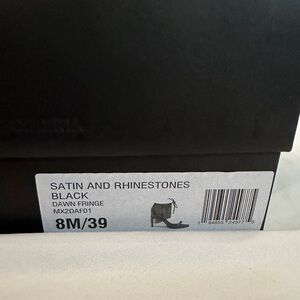 SATIN AND RHINESTONES
BLACK
DAWN FRINGE
MX2DAF01
8M/39